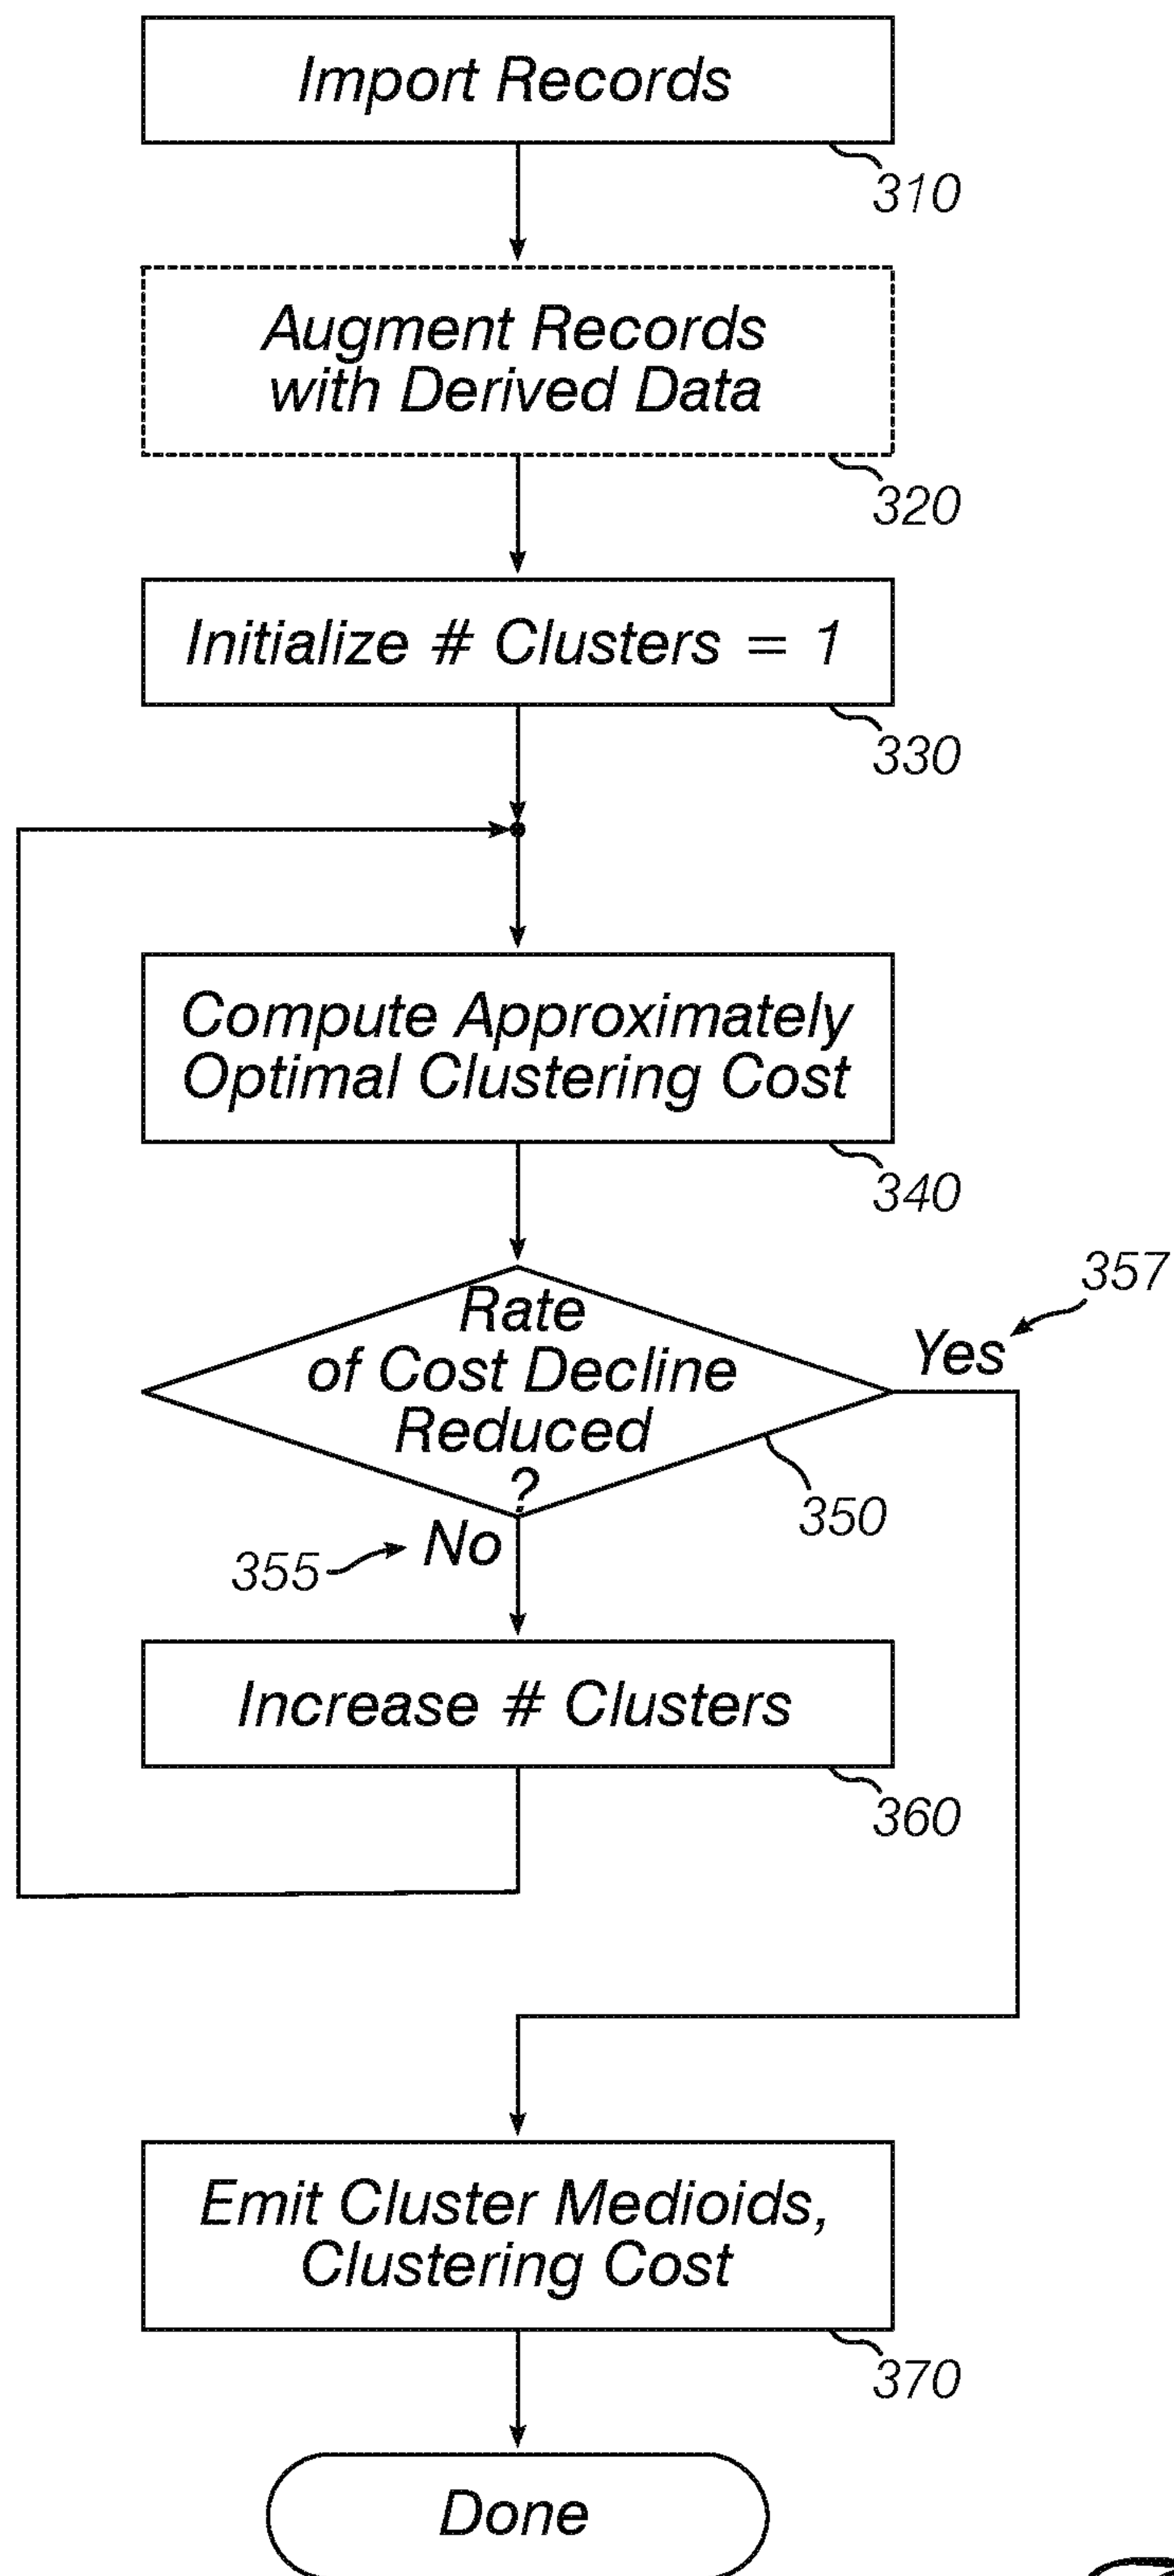 Import Records
310
Augment Records
with Derived Data
320
Initialize # Clusters = 1
330
Compute Approximately
Optimal Clustering Cost
340
357
Yes
Rate
of Cost Decline
Reduced
?
350
No
355
Increase # Clusters
360
Emit Cluster Medioids,
Clustering Cost
370
Done